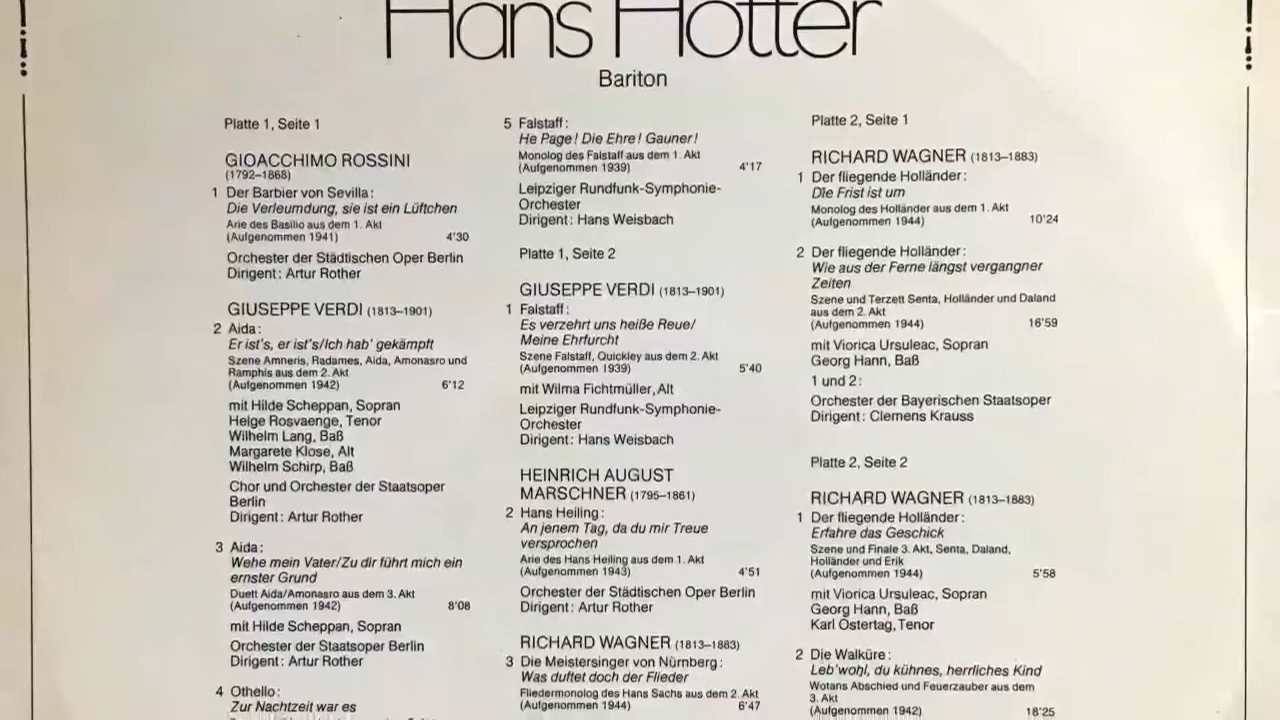 Hans Hotter
Bariton
Platte 1, Seite 1
GIOACCHIMO ROSSINI
(1792–1868)
1 Der Barbier von Sevilla:
Die Verleumdung, sie ist ein Lüftchen
Arie des Basilio aus dem 1. Akt
(Aufgenommen 1941) 4'30
Orchester der Städtischen Oper Berlin
Dirigent: Artur Rother
GIUSEPPE VERDI (1813–1901)
2 Aida:
Er ist's, er ist's/Ich hab' gekämpft
Szene Amneris, Radames, Aida, Amonasro und
Ramphis aus dem 2. Akt
(Aufgenommen 1942) 6'12
mit Hilde Scheppan, Sopran
Helge Rosvaenge, Tenor
Wilhelm Lang, Baß
Margarete Klose, Alt
Wilhelm Schirp, Baß
Chor und Orchester der Staatsoper
Berlin
Dirigent: Artur Rother
3 Aida:
Wehe mein Vater/Zu dir führt mich ein
ernster Grund
Duett Aida/Amonasro aus dem 3. Akt
(Aufgenommen 1942) 8'08
mit Hilde Scheppan, Sopran
Orchester der Staatsoper Berlin
Dirigent: Artur Rother
4 Othello:
Zur Nachtzeit war es
5 Falstaff:
He Page! Die Ehre! Gauner!
Monolog des Falstaff aus dem 1. Akt
(Aufgenommen 1939) 4'17
Leipziger Rundfunk-Symphonie-
Orchester
Dirigent: Hans Weisbach
Platte 1, Seite 2
GIUSEPPE VERDI (1813–1901)
1 Falstaff:
Es verzehrt uns heiße Reue/
Meine Ehrfurcht
Szene Falstaff, Quickley aus dem 2. Akt
(Aufgenommen 1939) 5'40
mit Wilma Fichtmüller, Alt
Leipziger Rundfunk-Symphonie-
Orchester
Dirigent: Hans Weisbach
HEINRICH AUGUST
MARSCHNER (1795–1861)
2 Hans Heiling:
An jenem Tag, da du mir Treue
versprochen
Arie des Hans Heiling aus dem 1. Akt
(Aufgenommen 1943) 4'51
Orchester der Städtischen Oper Berlin
Dirigent: Artur Rother
RICHARD WAGNER (1813–1883)
3 Die Meistersinger von Nürnberg:
Was duftet doch der Flieder
Fliedermonolog des Hans Sachs aus dem 2. Akt
(Aufgenommen 1944) 6'47
Platte 2, Seite 1
RICHARD WAGNER (1813–1883)
1 Der fliegende Holländer:
Die Frist ist um
Monolog des Holländer aus dem 1. Akt
(Aufgenommen 1944) 10'24
2 Der fliegende Holländer:
Wie aus der Ferne längst vergangner
Zeiten
Szene und Terzett Senta, Holländer und Daland
aus dem 2. Akt
(Aufgenommen 1944) 16'59
mit Viorica Ursuleac, Sopran
Georg Hann, Baß
1 und 2:
Orchester der Bayerischen Staatsoper
Dirigent: Clemens Krauss
Platte 2, Seite 2
RICHARD WAGNER (1813–1883)
1 Der fliegende Holländer:
Erfahre das Geschick
Szene und Finale 3. Akt, Senta, Daland,
Holländer und Erik
(Aufgenommen 1944) 5'58
mit Viorica Ursuleac, Sopran
Georg Hann, Baß
Karl Ostertag, Tenor
2 Die Walküre:
Leb'wohl, du kühnes, herrliches Kind
Wotans Abschied und Feuerzauber aus dem
3. Akt
(Aufgenommen 1942) 18'25